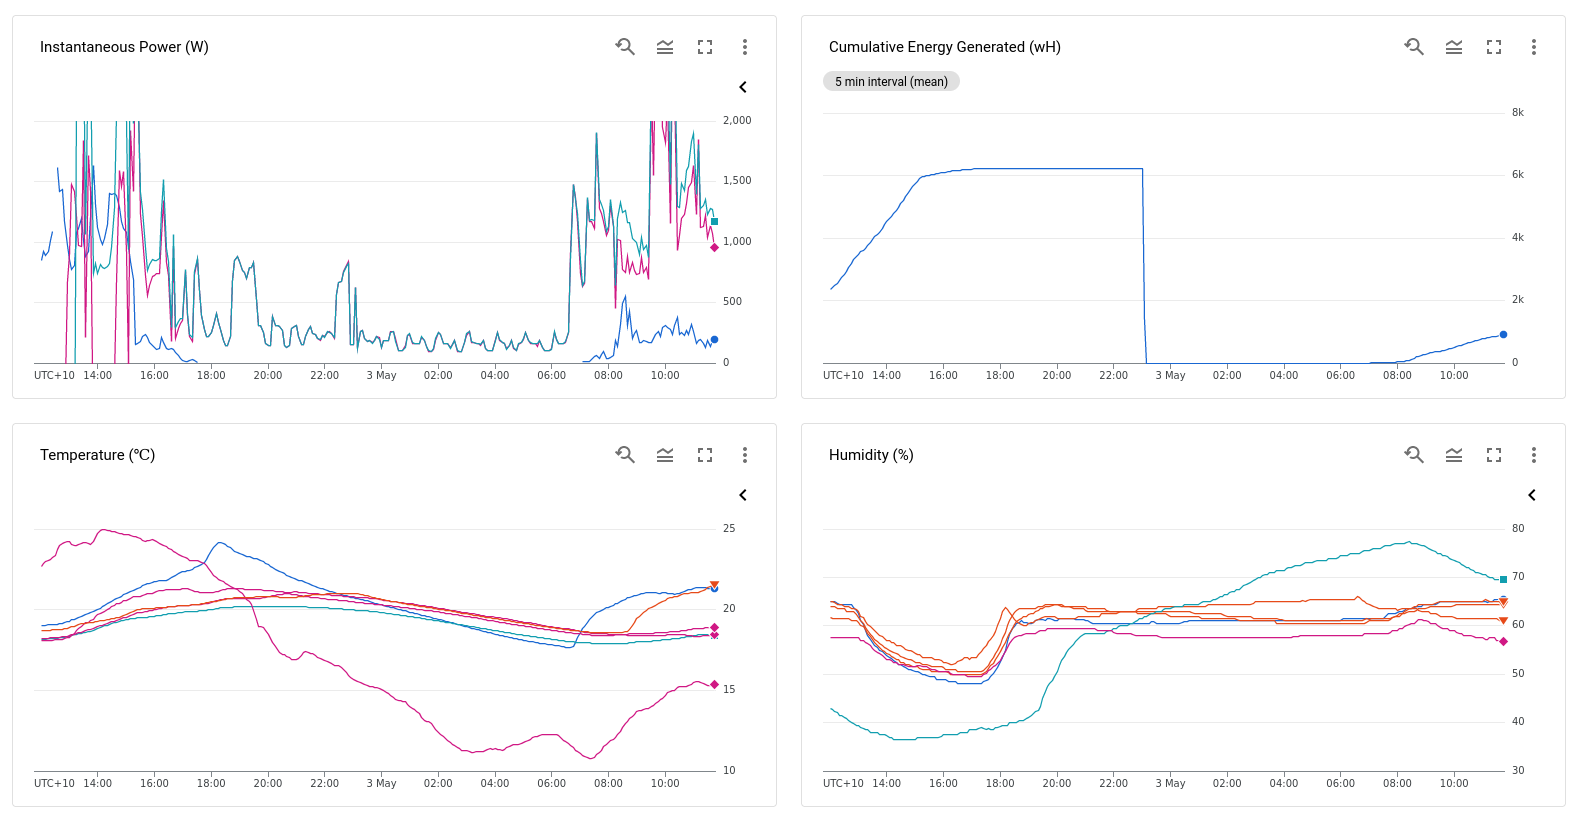 Instantaneous Power (W)
2,000
1,500
1,000
500
0
UTC+10 14:00 16:00 18:00 20:00 22:00 3 May 02:00 04:00 06:00 08:00 10:00
Cumulative Energy Generated (wH)
5 min interval (mean)
8k
6k
4k
2k
0
UTC+10 14:00 16:00 18:00 20:00 22:00 3 May 02:00 04:00 06:00 08:00 10:00
Temperature (℃)
25
20
15
10
UTC+10 14:00 16:00 18:00 20:00 22:00 3 May 02:00 04:00 06:00 08:00 10:00
Humidity (%)
80
70
60
50
40
30
UTC+10 14:00 16:00 18:00 20:00 22:00 3 May 02:00 04:00 06:00 08:00 10:00